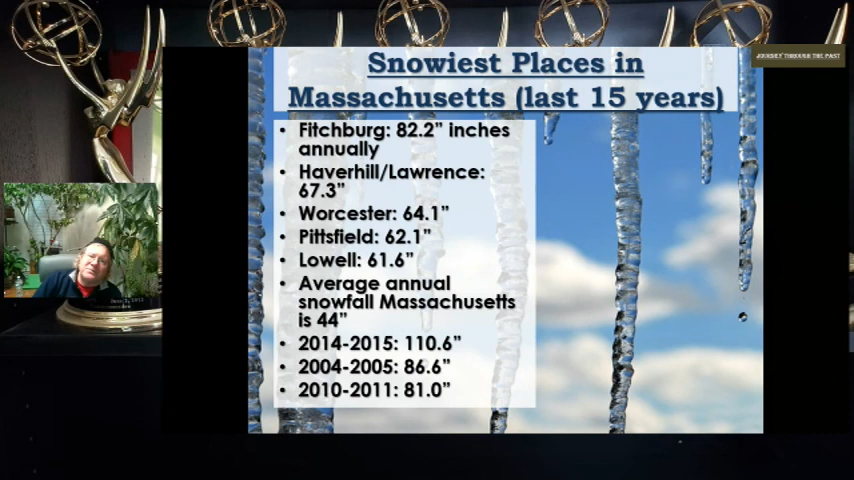 JOURNEY THROUGH THE PAST
Snowiest Places in
Massachusetts (last 15 years)
• Fitchburg: 82.2” inches
annually
• Haverhill/Lawrence:
67.3”
• Worcester: 64.1”
• Pittsfield: 62.1”
• Lowell: 61.6”
• Average annual
snowfall Massachusetts
is 44”
• 2014-2015: 110.6”
• 2004-2005: 86.6”
• 2010-2011: 81.0”